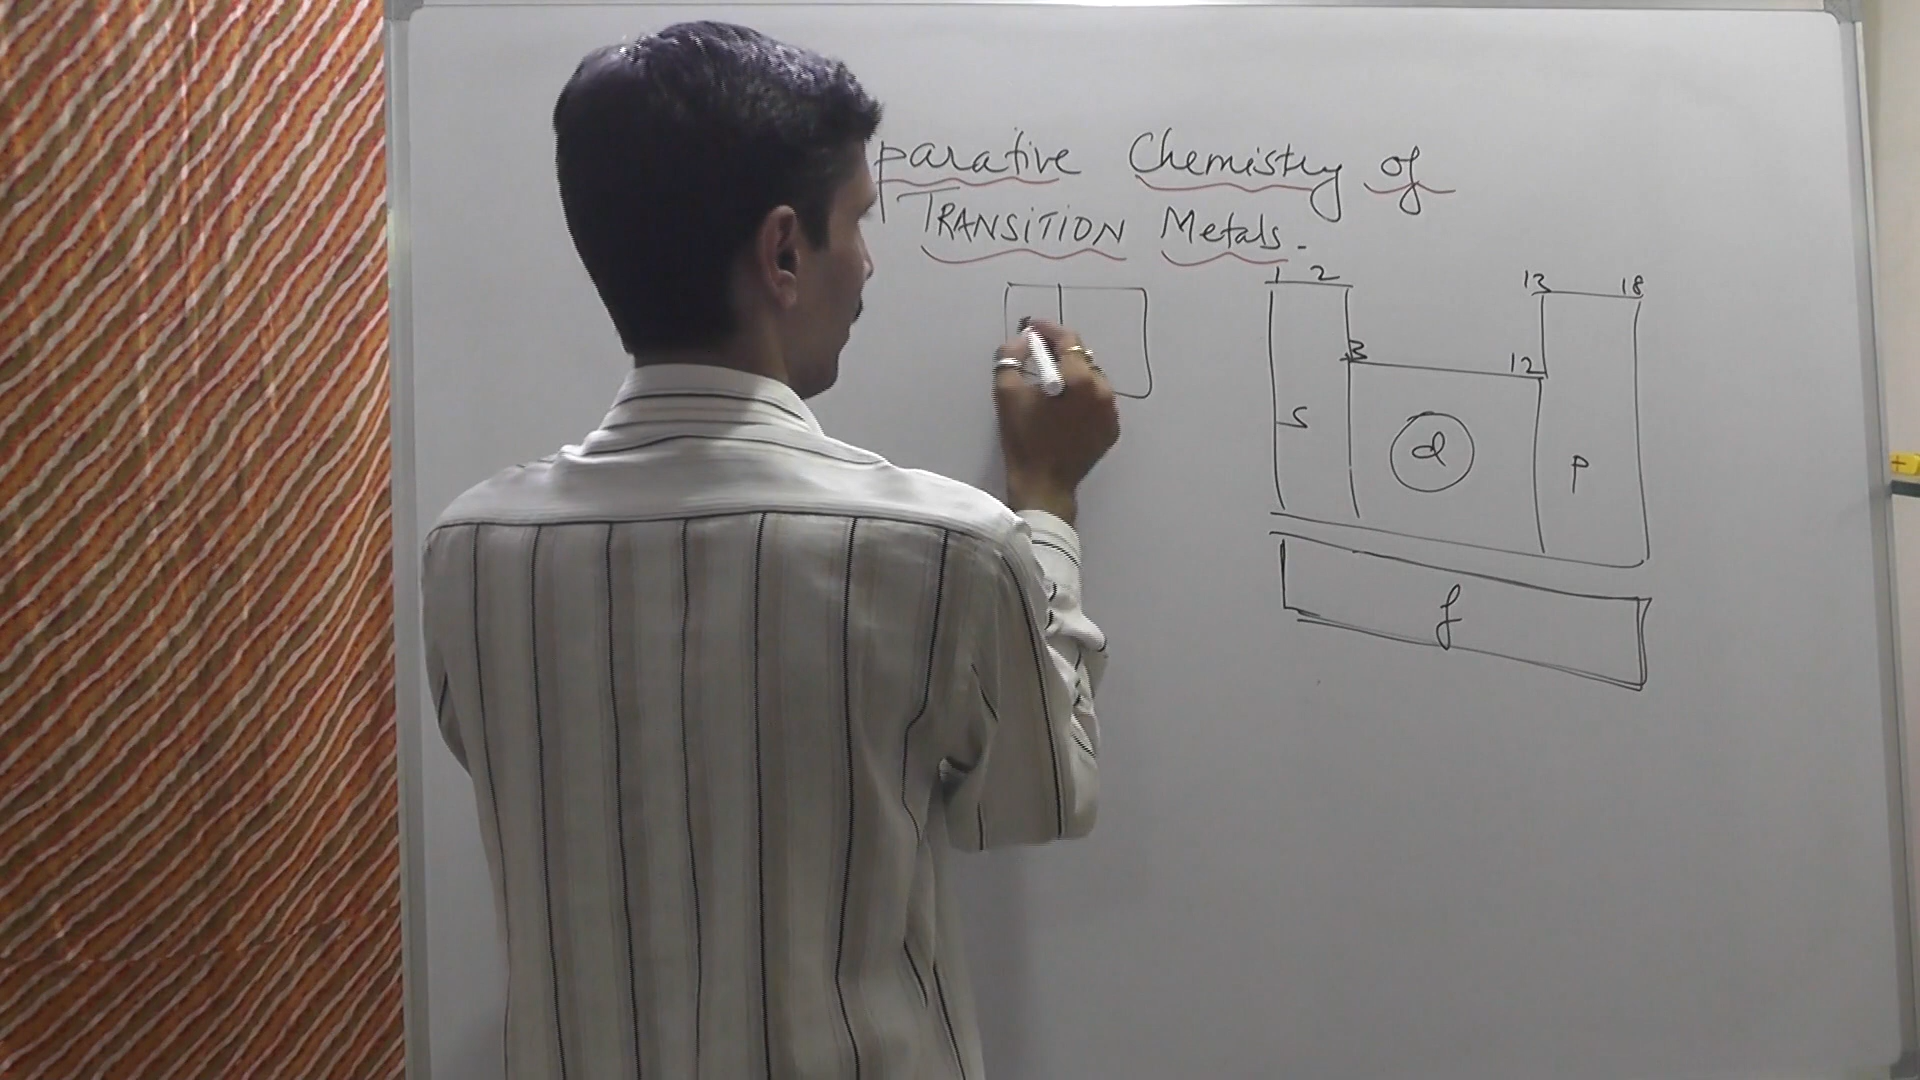 parative Chemistry of
TRANSITION Metals.
1 2 13 18
3 12
s d p
f